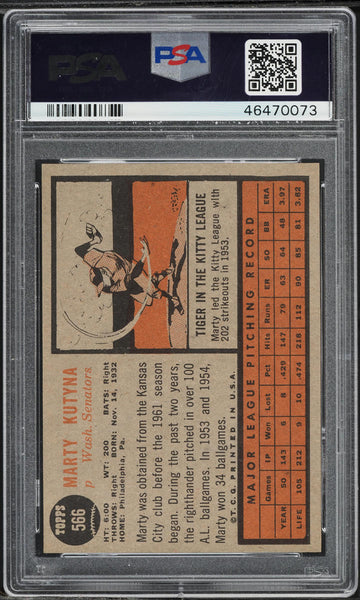 PSA
PSA
46470073
TOPPS
566
MARTY KUTYNA
p Wash. Senators
HT: 6:00 WT: 200 BATS: Right
THROWS: Right BORN: Nov. 14, 1932
HOME: Philadelphia, Pa.
Marty was obtained from the Kansas
City club before the 1961 season
began. During the past two years,
the righthander pitched in over 100
A.L. ballgames. In 1953 and 1954,
Marty won 34 ballgames.
©T.C.G. PRINTED IN U.S.A.
TIGER IN THE KITTY LEAGUE
Marty led the Kitty League with
202 strikeouts in 1953.
MAJOR LEAGUE PITCHING RECORD
Games IP Won Lost Pct Hits Runs ER SO BB ERA
YEAR 50 143 6 8 .429 147 79 63 64 48 3.97
LIFE 105 212 9 10 .474 218 112 90 85 81 3.82